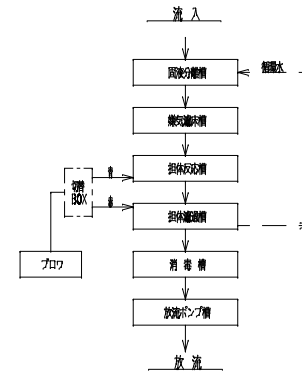 流 入
固液分離槽
循環水
嫌気濾床槽
担体反応槽
切替
BOX
担体濾過槽
ブロワ
消 毒 槽
放流ポンプ槽
放 流